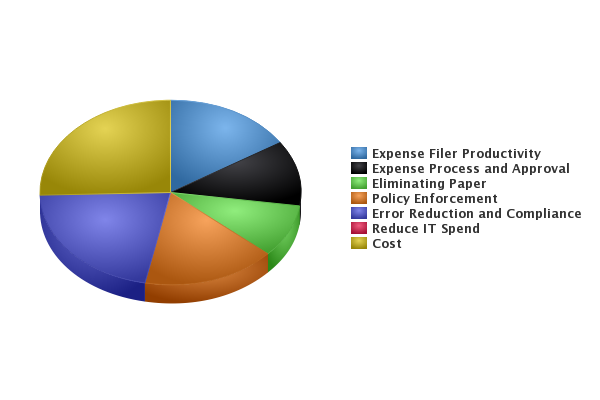 Expense Filer Productivity
Expense Process and Approval
Eliminating Paper
Policy Enforcement
Error Reduction and Compliance
Reduce IT Spend
Cost